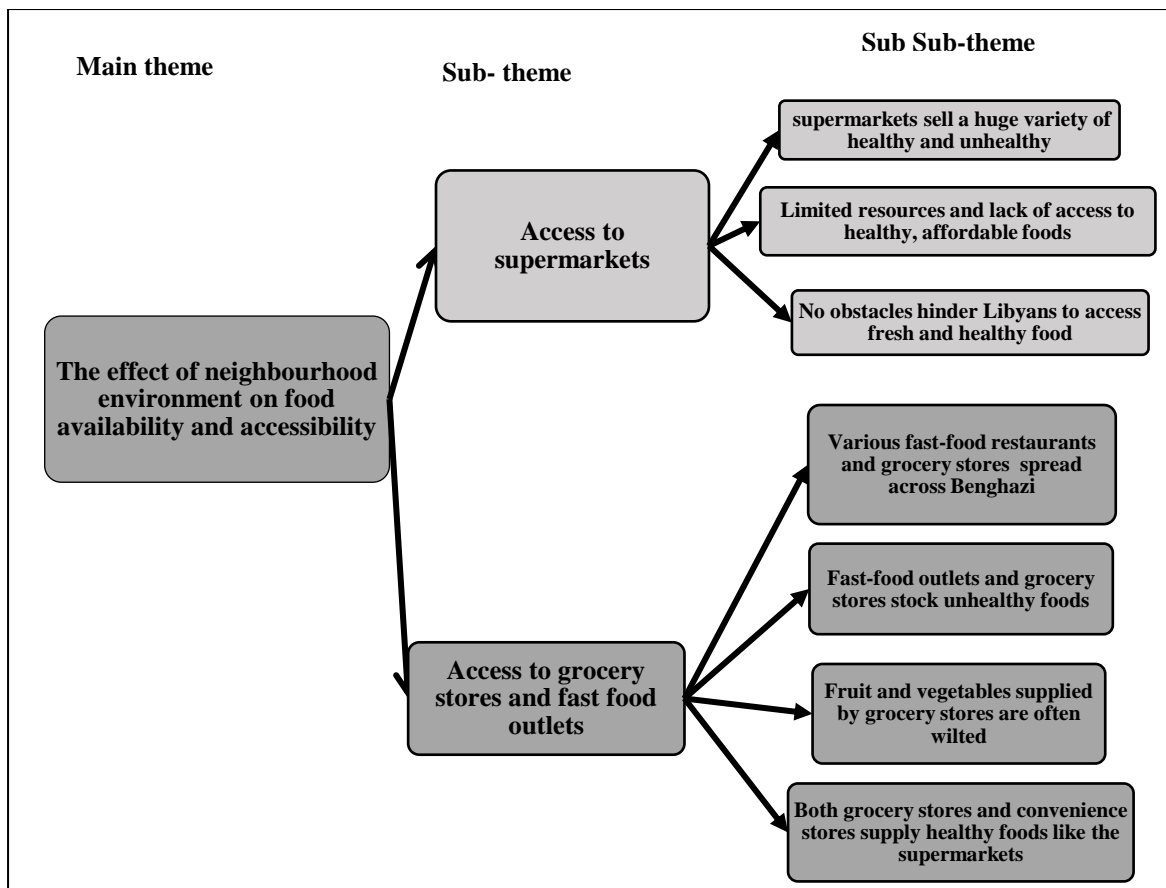 Main theme
Sub- theme
Sub Sub-theme
supermarkets sell a huge variety of
healthy and unhealthy
Access to
supermarkets
Limited resources and lack of access to
healthy, affordable foods
No obstacles hinder Libyans to access
fresh and healthy food
The effect of neighbourhood
environment on food
availability and accessibility
Various fast-food restaurants
and grocery stores spread
across Benghazi
Fast-food outlets and grocery
stores stock unhealthy foods
Access to grocery
stores and fast food
outlets
Fruit and vegetables supplied
by grocery stores are often
wilted
Both grocery stores and convenience
stores supply healthy foods like the
supermarkets